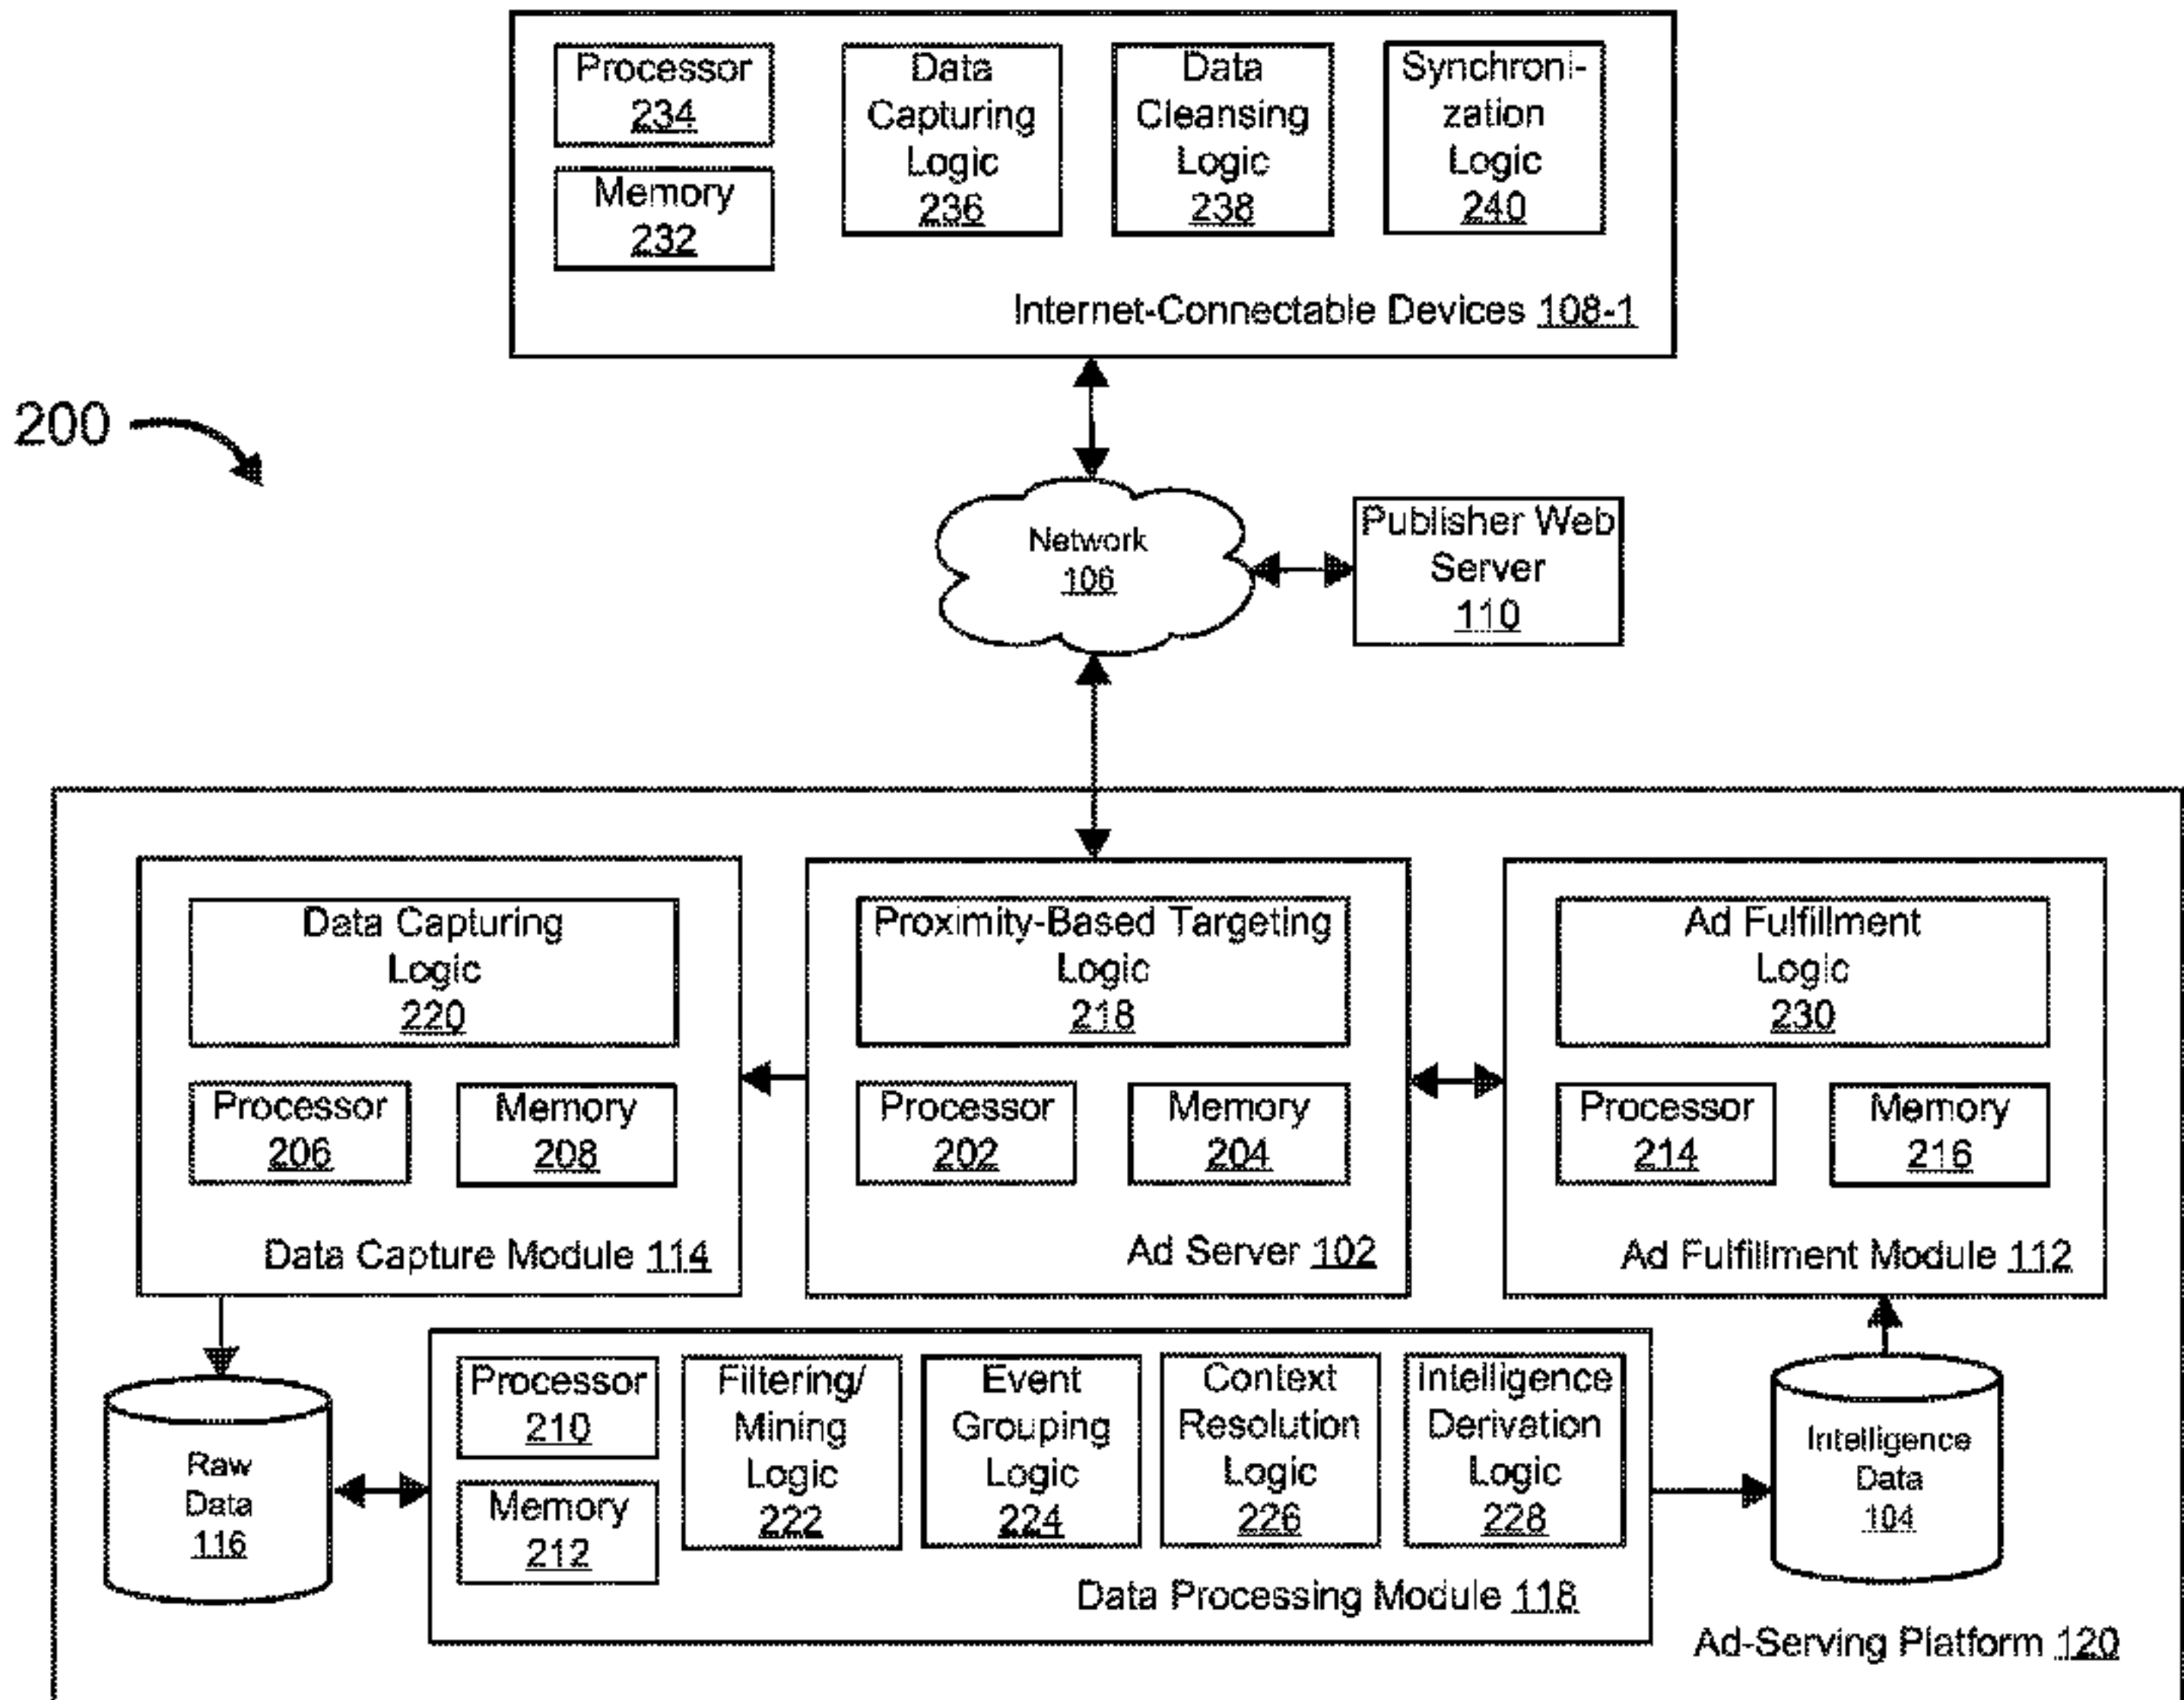 Processor
234
Memory
232
Data
Capturing
Logic
236
Data
Cleansing
Logic
238
Synchroni-
zation
Logic
240
Internet-Connectable Devices 108-1
200
Network
106
Publisher Web
Server
110
Data Capturing
Logic
220
Processor
206
Memory
208
Data Capture Module 114
Proximity-Based Targeting
Logic
218
Processor
202
Memory
204
Ad Server 102
Ad Fulfillment
Logic
230
Processor
214
Memory
216
Ad Fulfillment Module 112
Raw
Data
116
Processor
210
Memory
212
Filtering/
Mining
Logic
222
Event
Grouping
Logic
224
Context
Resolution
Logic
226
Intelligence
Derivation
Logic
228
Data Processing Module 118
Intelligence
Data
104
Ad-Serving Platform 120